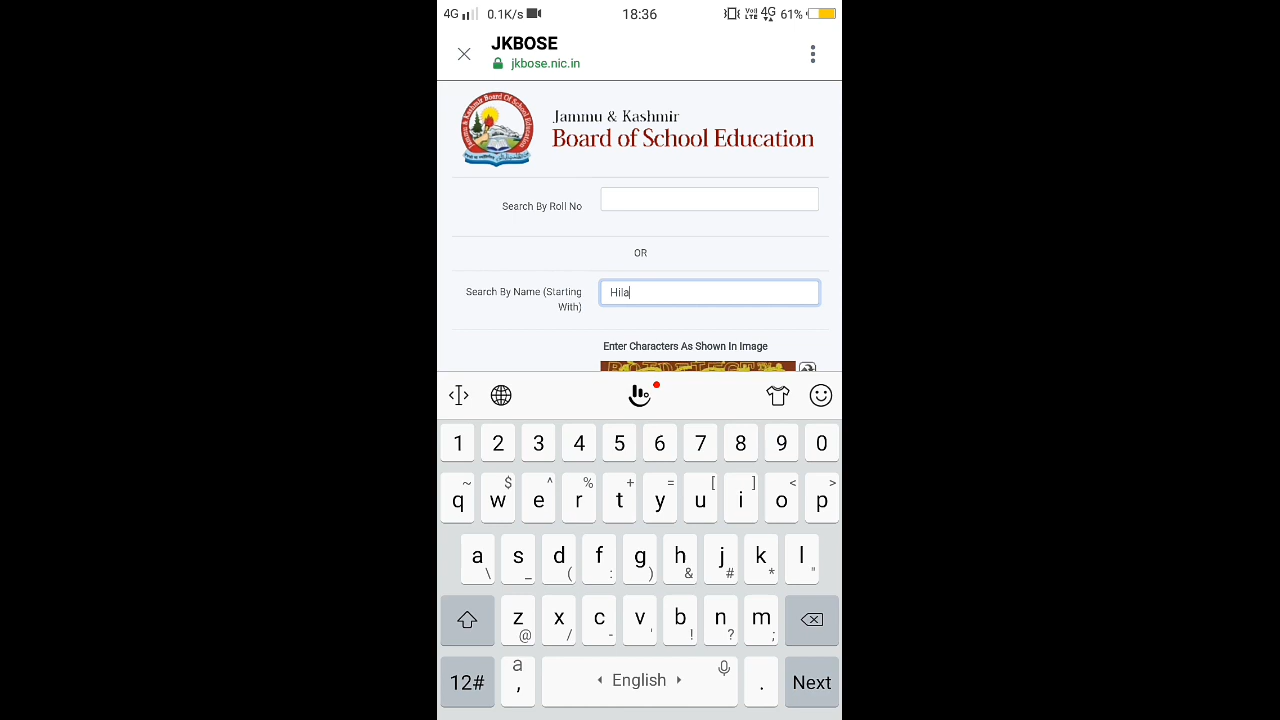 4G 0.1K/s 18:36 VoLTE 4G 61%
JKBOSE
jkbose.nic.in
Jammu & Kashmir
Board of School Education
Search By Roll No
OR
Search By Name (Starting
With)
Hila
Enter Characters As Shown In Image
1 2 3 4 5 6 7 8 9 0
~ $ ^ % + = [ ] < >
q w e r t y u i o p
a s d f g h j k l
\ _ ( : ) & # * "
z x c v b n m
@ / - ' ! ? ;
12# a , English . Next